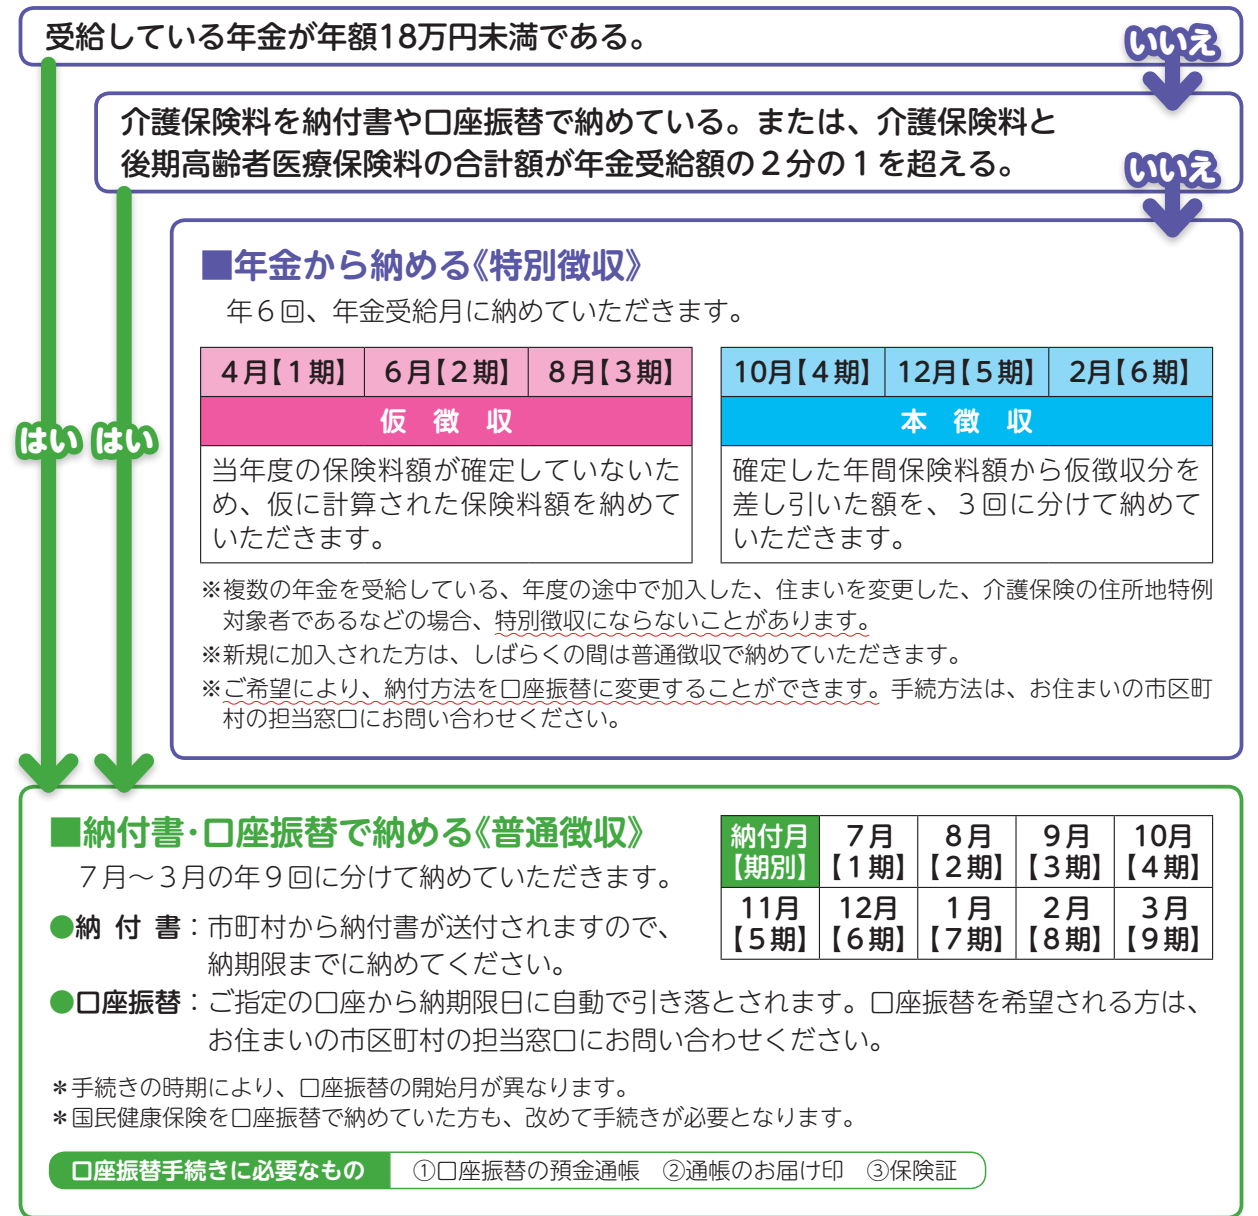 受給している年金が年額18万円未満である。
いいえ
介護保険料を納付書や口座振替で納めている。または、介護保険料と
後期高齢者医療保険料の合計額が年金受給額の２分の１を超える。
いいえ
はい
はい
■年金から納める《特別徴収》
年６回、年金受給月に納めていただきます。
４月【１期】 ６月【２期】 ８月【３期】
仮 徴 収
当年度の保険料額が確定していないた
め、仮に計算された保険料額を納めて
いただきます。
10月【４期】 12月【５期】 2月【６期】
本 徴 収
確定した年間保険料額から仮徴収分を
差し引いた額を、３回に分けて納めて
いただきます。
※複数の年金を受給している、年度の途中で加入した、住まいを変更した、介護保険の住所地特例
対象者であるなどの場合、特別徴収にならないことがあります。
※新規に加入された方は、しばらくの間は普通徴収で納めていただきます。
※ご希望により、納付方法を口座振替に変更することができます。手続方法は、お住まいの市区町
村の担当窓口にお問い合わせください。
■納付書・口座振替で納める《普通徴収》
７月～３月の年９回に分けて納めていただきます。
納付月 ７月 ８月 ９月 10月
【期別】 【１期】 【２期】 【３期】 【４期】
11月 12月 １月 ２月 ３月
【５期】 【６期】 【７期】 【８期】 【９期】
●納 付 書：市町村から納付書が送付されますので、
納期限までに納めてください。
●口座振替：ご指定の口座から納期限日に自動で引き落とされます。口座振替を希望される方は、
お住まいの市区町村の担当窓口にお問い合わせください。
＊手続きの時期により、口座振替の開始月が異なります。
＊国民健康保険を口座振替で納めていた方も、改めて手続きが必要となります。
口座振替手続きに必要なもの ①口座振替の預金通帳 ②通帳のお届け印 ③保険証